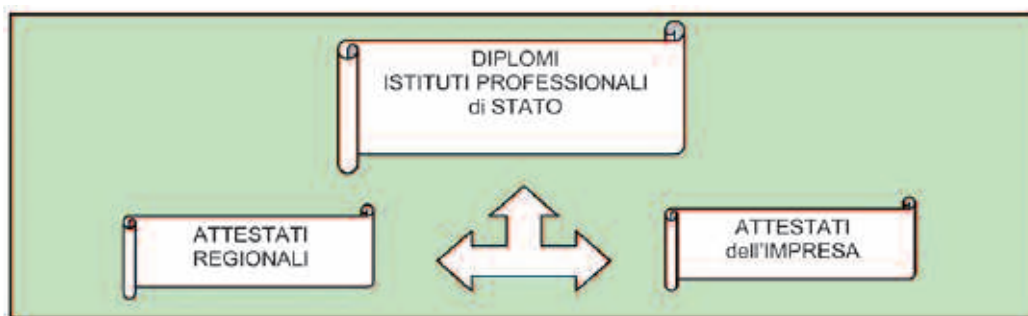 DIPLOMI
ISTITUTI PROFESSIONALI
di STATO
ATTESTATI
REGIONALI
ATTESTATI
dell'IMPRESA